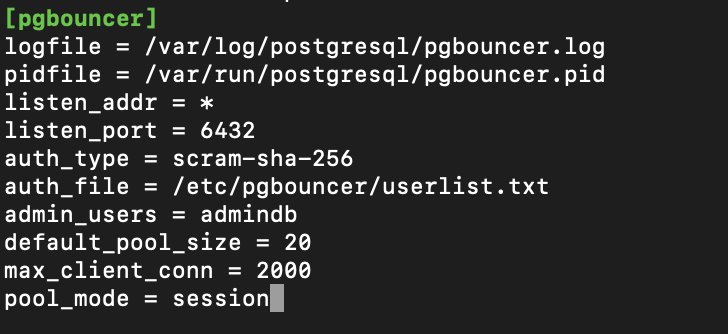 [pgbouncer]
logfile = /var/log/postgresql/pgbouncer.log
pidfile = /var/run/postgresql/pgbouncer.pid
listen_addr = *
listen_port = 6432
auth_type = scram-sha-256
auth_file = /etc/pgbouncer/userlist.txt
admin_users = admindb
default_pool_size = 20
max_client_conn = 2000
pool_mode = session